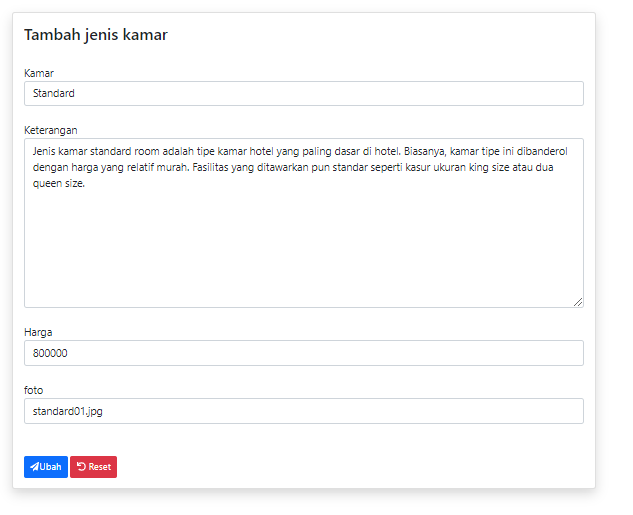 Tambah jenis kamar
Kamar
Standard
Keterangan
Jenis kamar standard room adalah tipe kamar hotel yang paling dasar di hotel. Biasanya, kamar tipe ini dibanderol
dengan harga yang relatif murah. Fasilitas yang ditawarkan pun standar seperti kasur ukuran king size atau dua
queen size.
Harga
800000
foto
standard01.jpg
Ubah Reset